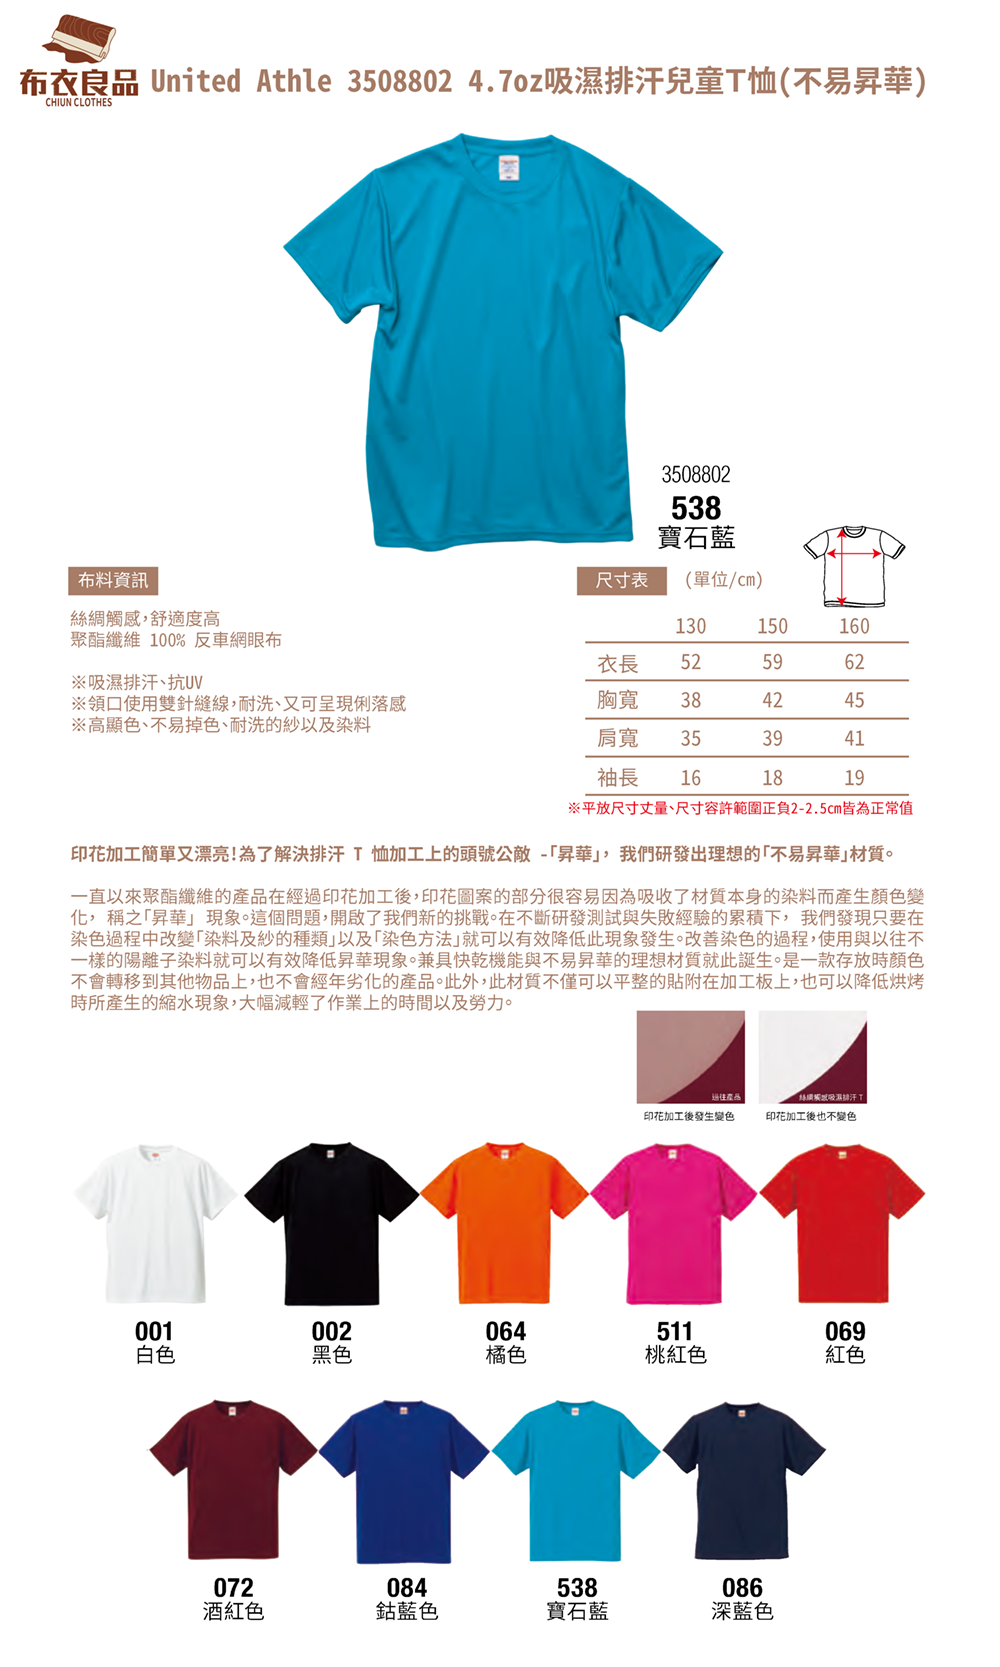 布衣良品
CHIUN CLOTHES
United Athle 3508802 4.7oz吸濕排汗兒童T恤(不易昇華)
3508802
538
寶石藍
布料資訊
絲綢觸感,舒適度高
聚酯纖維 100% 反車網眼布
※吸濕排汗、抗UV
※領口使用雙針縫線,耐洗、又可呈現俐落感
※高顯色、不易掉色、耐洗的紗以及染料
尺寸表 (單位/cm)
130 150 160
衣長 52 59 62
胸寬 38 42 45
肩寬 35 39 41
袖長 16 18 19
※平放尺寸丈量、尺寸容許範圍正負2-2.5cm皆為正常值
印花加工簡單又漂亮!為了解決排汗 T 恤加工上的頭號公敵 -「昇華」, 我們研發出理想的「不易昇華」材質。
一直以來聚酯纖維的產品在經過印花加工後,印花圖案的部分很容易因為吸收了材質本身的染料而產生顏色變
化, 稱之「昇華」 現象。這個問題,開啟了我們新的挑戰。在不斷研發測試與失敗經驗的累積下, 我們發現只要在
染色過程中改變「染料及紗的種類」以及「染色方法」就可以有效降低此現象發生。改善染色的過程,使用與以往不
一樣的陽離子染料就可以有效降低昇華現象。兼具快乾機能與不易昇華的理想材質就此誕生。是一款存放時顏色
不會轉移到其他物品上,也不會經年劣化的產品。此外,此材質不僅可以平整的貼附在加工板上,也可以降低烘烤
時所產生的縮水現象,大幅減輕了作業上的時間以及勞力。
過往產品
絲綢觸感吸濕排汗 T
印花加工後發生變色
印花加工後也不變色
001
白色
002
黑色
064
橘色
511
桃紅色
069
紅色
072
酒紅色
084
鈷藍色
538
寶石藍
086
深藍色